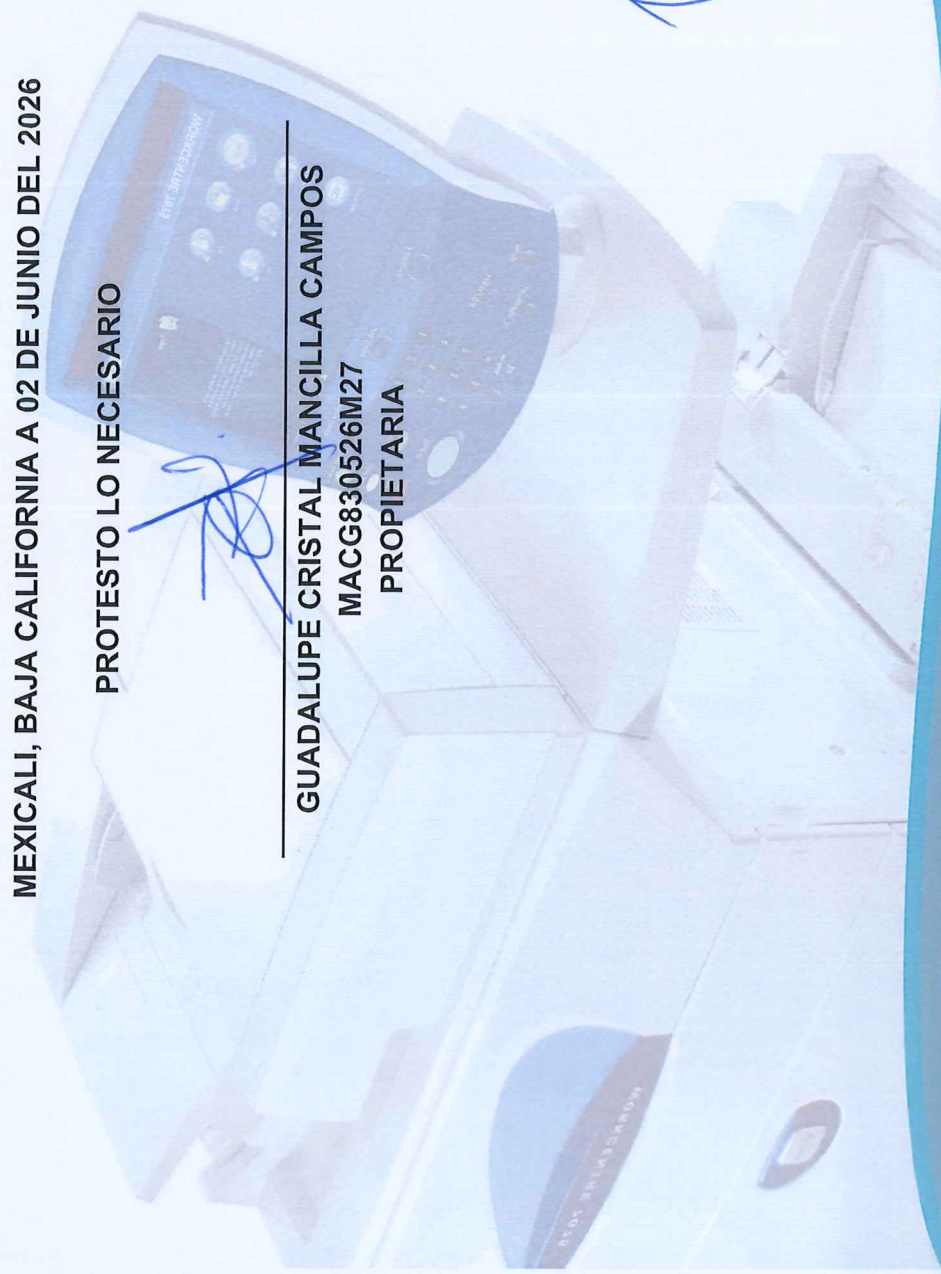 MEXICALI, BAJA CALIFORNIA A 02 DE JUNIO DEL 2026
PROTESTO LO NECESARIO
GUADALUPE CRISTAL MANCILLA CAMPOS
MACG830526M27
PROPIETARIA